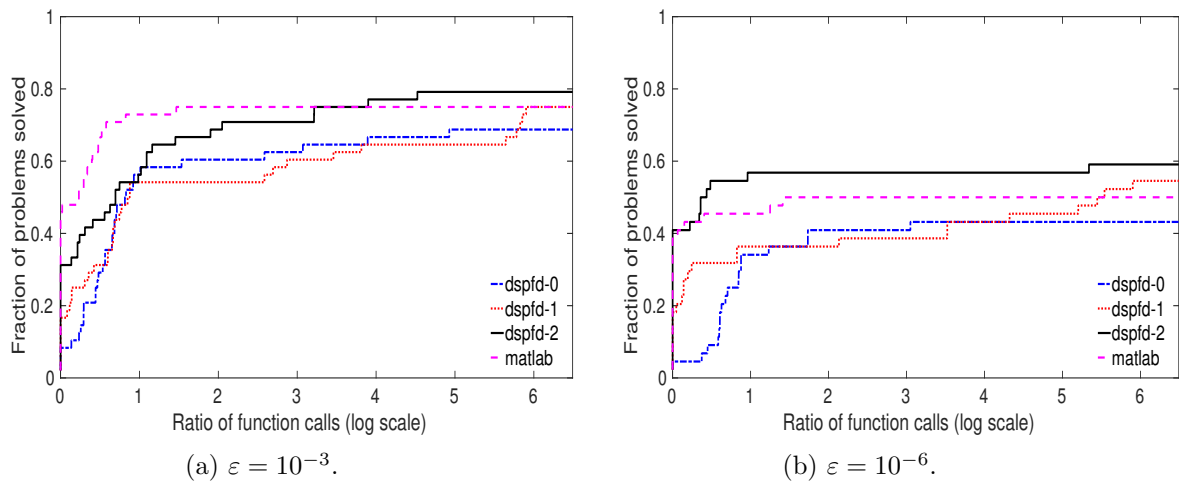 Fraction of problems solved
1
0.8
0.6
0.4
0.2
0
0 1 2 3 4 5 6
dspfd-0
dspfd-1
dspfd-2
matlab
Ratio of function calls (log scale)
(a) ε = 10⁻³.
Fraction of problems solved
1
0.8
0.6
0.4
0.2
0
0 1 2 3 4 5 6
dspfd-0
dspfd-1
dspfd-2
matlab
Ratio of function calls (log scale)
(b) ε = 10⁻⁶.